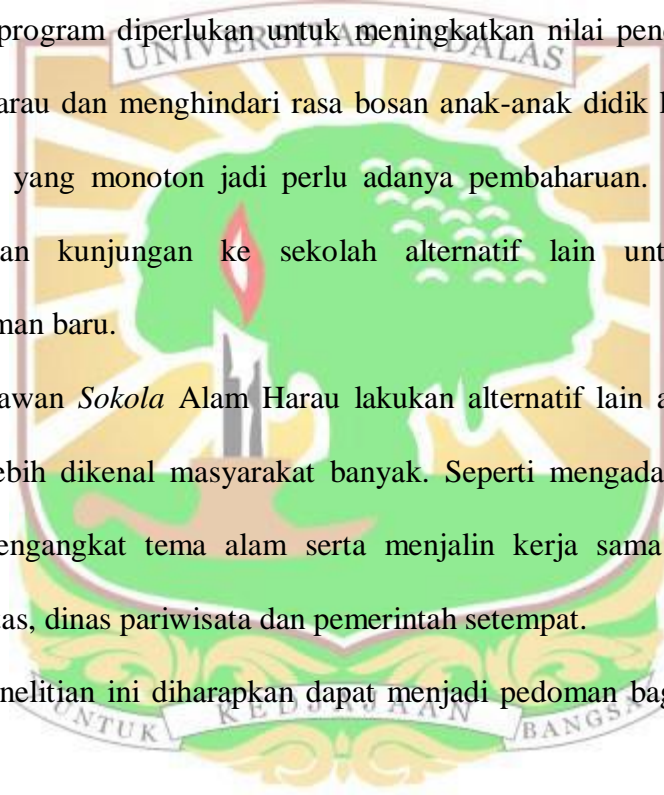 program diperlukan untuk meningkatkan nilai pend
UNIVERSITAS ANDALAS
arau dan menghindari rasa bosan anak-anak didik
yang monoton jadi perlu adanya pembaharuan.
an kunjungan ke sekolah alternatif lain unt
man baru.
awan Sokola Alam Harau lakukan alternatif lain a
ebih dikenal masyarakat banyak. Seperti mengada
engangkat tema alam serta menjalin kerja sama
as, dinas pariwisata dan pemerintah setempat.
nelitian ini diharapkan dapat menjadi pedoman bag
UNTUK KEDJAJAAN BANGSA